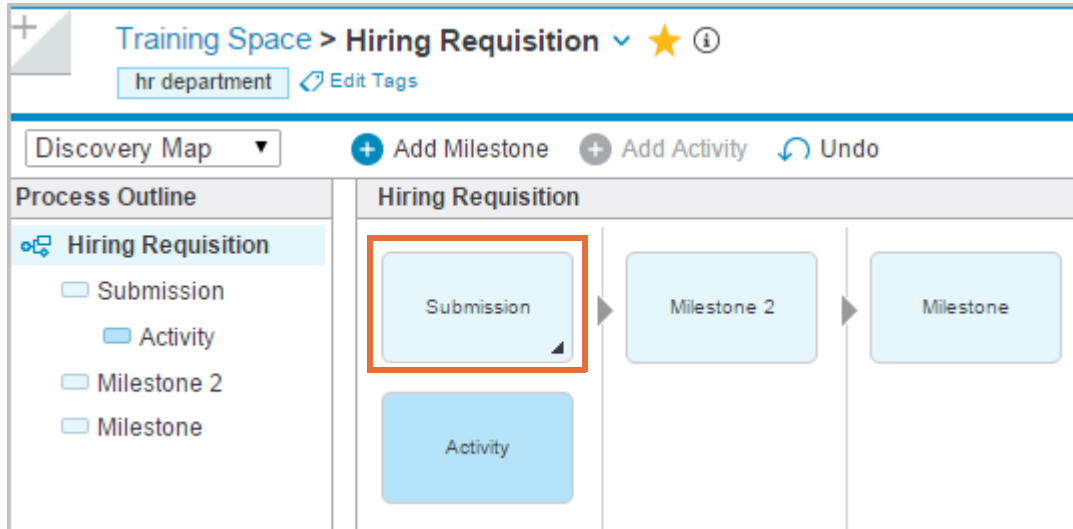 Training Space > Hiring Requisition
hr department Edit Tags
Discovery Map Add Milestone Add Activity Undo
Process Outline
Hiring Requisition
Submission
Activity
Milestone 2
Milestone
Hiring Requisition
Submission Milestone 2 Milestone
Activity